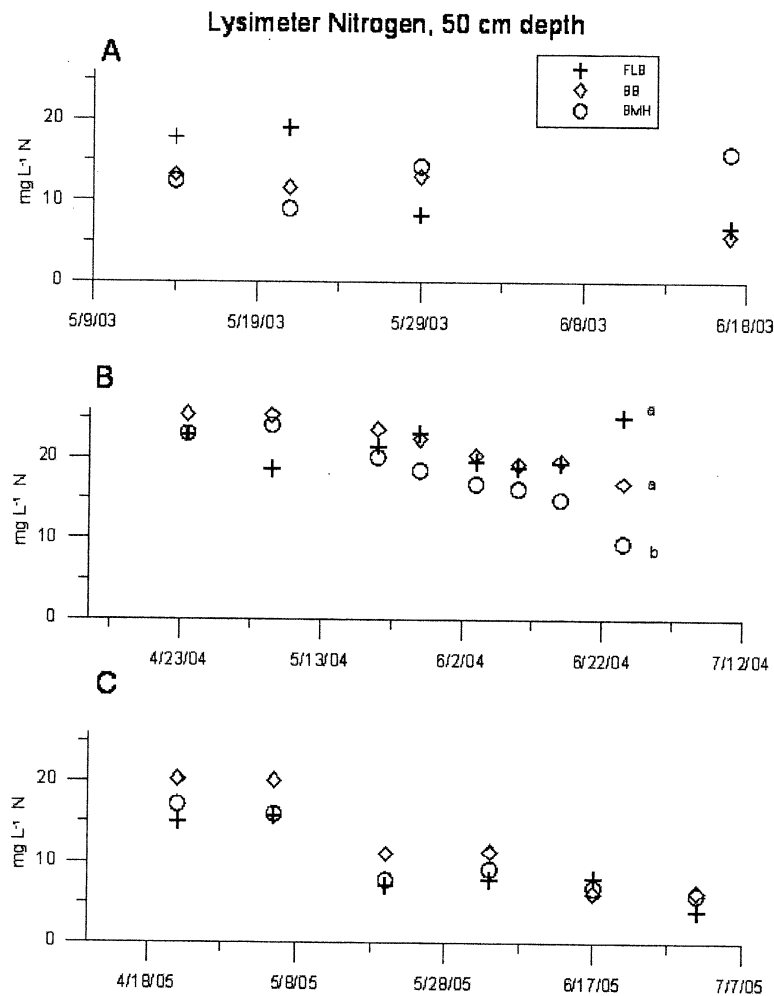 Lysimeter Nitrogen, 50 cm depth
A
FLB
BB
BMH
20
10
0
mg L-1 N
5/9/03 5/19/03 5/29/03 6/8/03 6/18/03
B
20
10
0
mg L-1 N
a
a
b
4/23/04 5/13/04 6/2/04 6/22/04 7/12/04
C
20
10
0
mg L-1 N
4/18/05 5/8/05 5/28/05 6/17/05 7/7/05